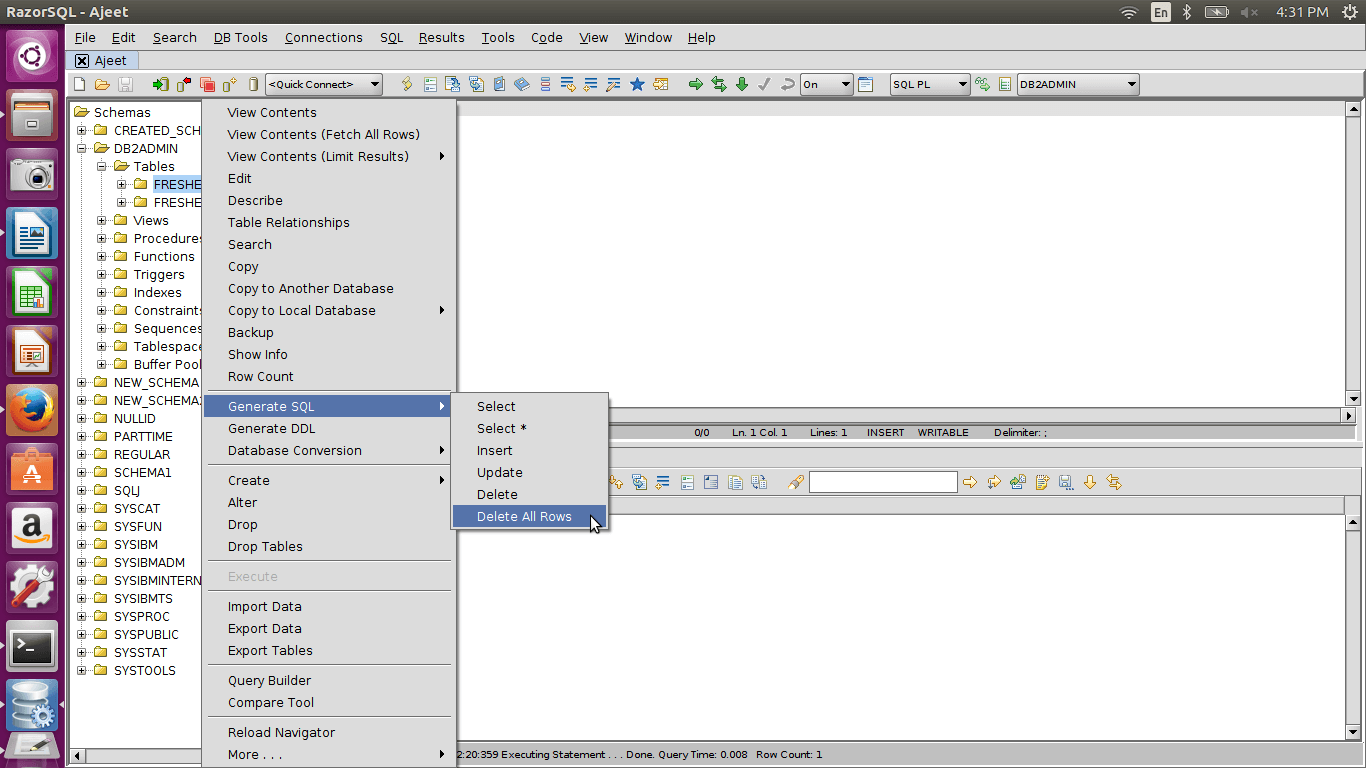 RazorSQL - Ajeet
En
4:31 PM
File Edit Search DB Tools Connections SQL Results Tools Code View Window Help
Ajeet
<Quick Connect>
On
SQL PL
DB2ADMIN
Schemas
CREATED_SCH
DB2ADMIN
Tables
FRESHE
FRESHE
Views
Procedures
Functions
Triggers
Indexes
Constraints
Sequences
Tablespace
Buffer Pool
NEW_SCHEMA
NEW_SCHEMA
NULLID
PARTTIME
REGULAR
SCHEMA1
SQLJ
SYSCAT
SYSFUN
SYSIBM
SYSIBMADM
SYSIBMINTERN
SYSIBMTS
SYSPROC
SYSPUBLIC
SYSSTAT
SYSTOOLS
View Contents
View Contents (Fetch All Rows)
View Contents (Limit Results)
Edit
Describe
Table Relationships
Search
Copy
Copy to Another Database
Copy to Local Database
Backup
Show Info
Row Count
Generate SQL
Generate DDL
Database Conversion
Create
Alter
Drop
Drop Tables
Execute
Import Data
Export Data
Export Tables
Query Builder
Compare Tool
Reload Navigator
More . . .
Select
Select *
Insert
Update
Delete
Delete All Rows
0/0 Ln. 1 Col. 1 Lines: 1 INSERT WRITABLE Delimiter: ;
2:20:359 Executing Statement . . . Done. Query Time: 0.008 Row Count: 1